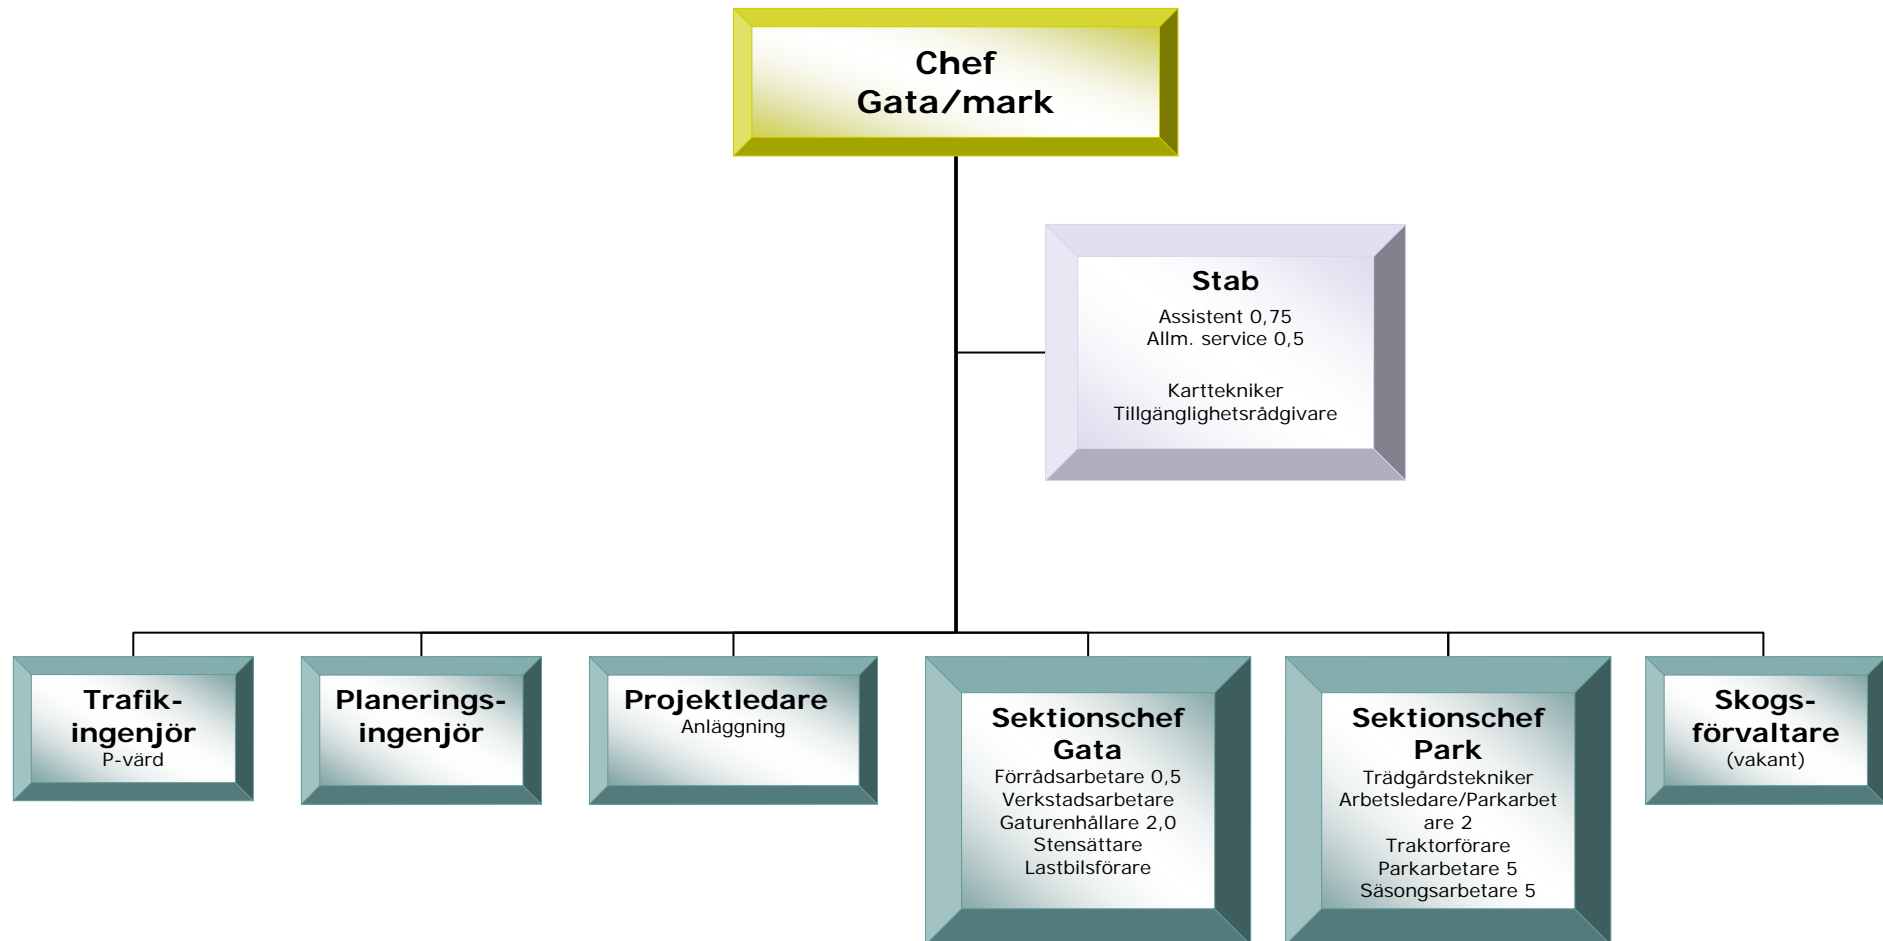 Chef
Gata/mark
Stab
Assistent 0,75
Allm. service 0,5
Karttekniker
Tillgänglighetsrådgivare
Trafik-
ingenjör
P-värd
Planerings-
ingenjör
Projektledare
Anläggning
Sektionschef
Gata
Förrådsarbetare 0,5
Verkstadsarbetare
Gaturenhållare 2,0
Stensättare
Lastbilsförare
Sektionschef
Park
Trädgårdstekniker
Arbetsledare/Parkarbet
are 2
Traktorförare
Parkarbetare 5
Säsongsarbetare 5
Skogs-
förvaltare
(vakant)